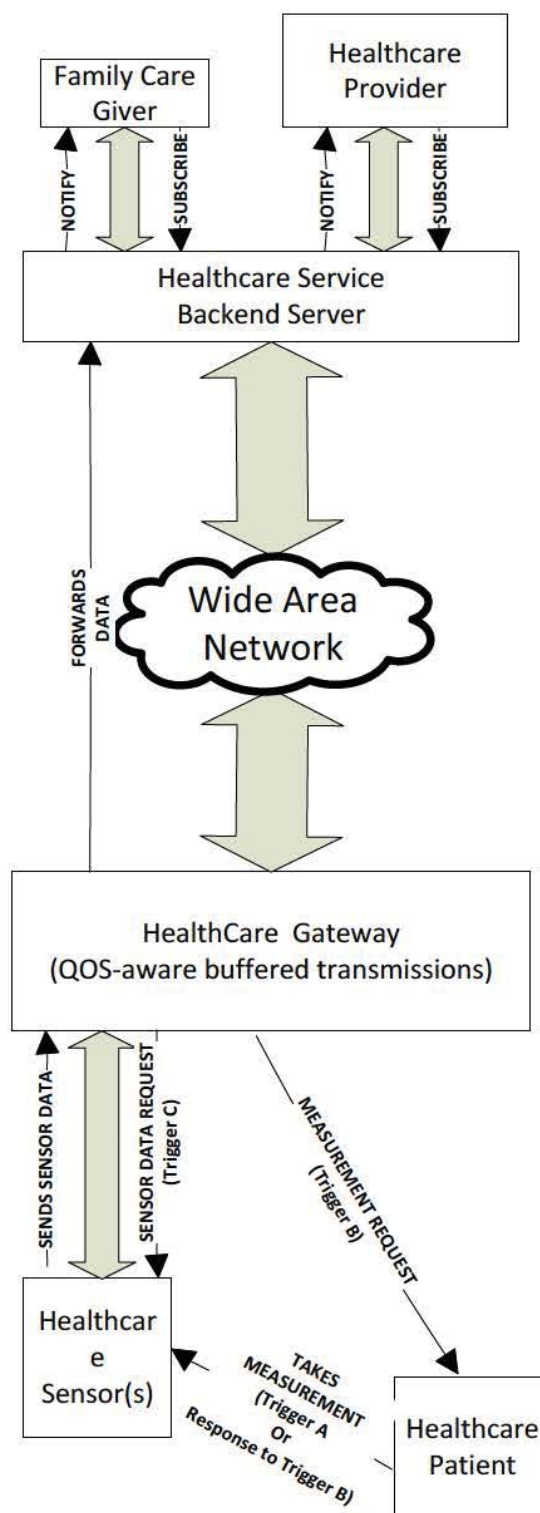 Family Care
Giver
Healthcare
Provider
NOTIFY
SUBSCRIBE
NOTIFY
SUBSCRIBE
Healthcare Service
Backend Server
FORWARDS
DATA
Wide Area
Network
HealthCare Gateway
(QOS-aware buffered transmissions)
SENDS SENSOR DATA
SENSOR DATA REQUEST
(Trigger C)
MEASUREMENT REQUEST
(Trigger B)
Healthcar
e
Sensor(s)
TAKES
MEASUREMENT
(Trigger A
Or
Response to Trigger B)
Healthcare
Patient